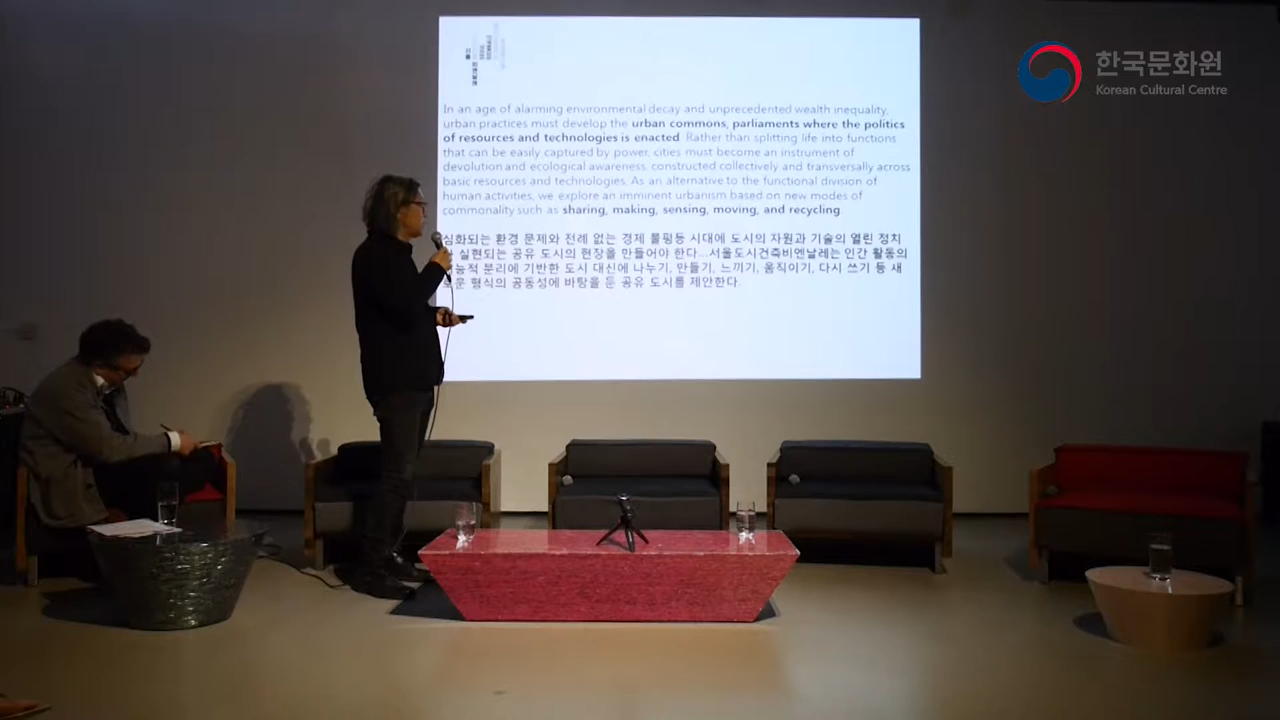 한국문화원
Korean Cultural Centre
In an age of alarming environmental decay and unprecedented wealth inequality,
urban practices must develop the urban commons, parliaments where the politics
of resources and technologies is enacted. Rather than splitting life into functions
that can be easily captured by power, cities must become an instrument of
devolution and ecological awareness, constructed collectively and transversally across
basic resources and technologies. As an alternative to the functional division of
human activities, we explore an imminent urbanism based on new modes of
commonality such as sharing, making, sensing, moving, and recycling.
심화되는 환경 문제와 전례 없는 경제 불평등 시대에 도시의 자원과 기술의 열린 정치
실현되는 공유 도시의 현장을 만들어야 한다...서울도시건축비엔날레는 인간 활동의
적 분리에 기반한 도시 대신에 나누기, 만들기, 느끼기, 움직이기, 다시 쓰기 등 새
형식의 공동성에 바탕을 둔 공유 도시를 제안한다.